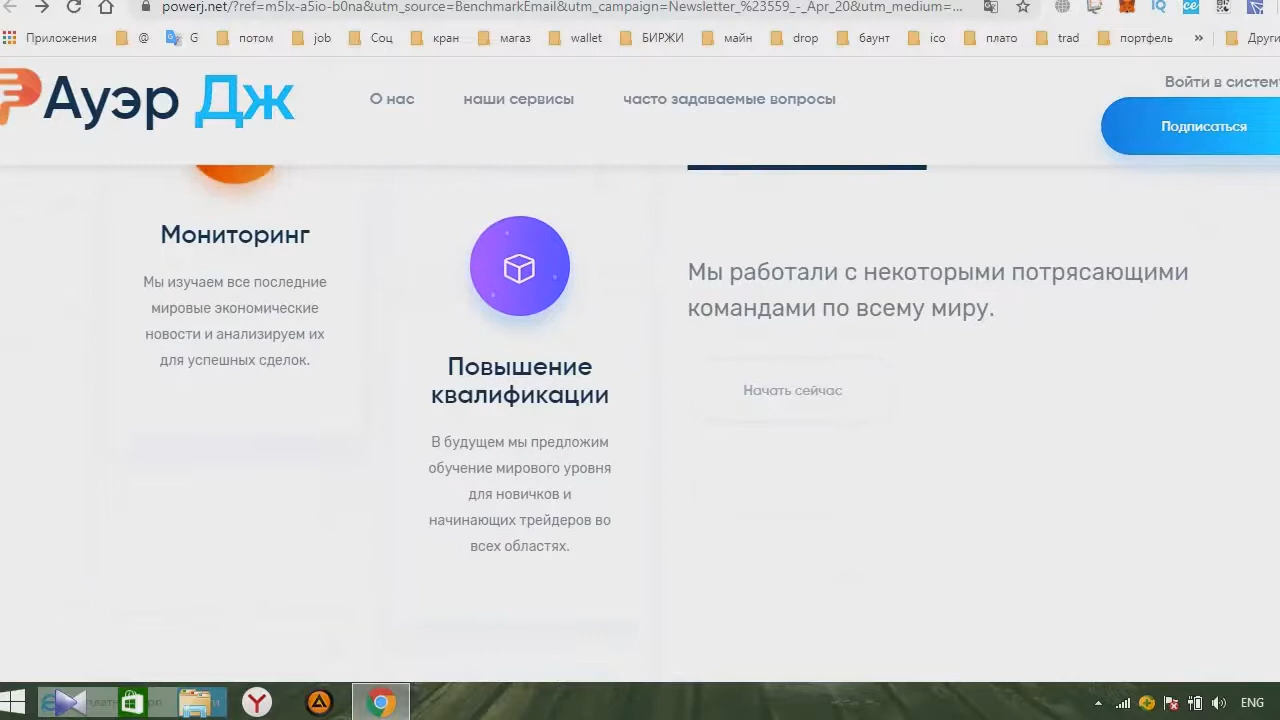 powerj.net/?ref=m5lx-a5io-b0na&utm_source=BenchmarkEmail&utm_campaign=Newsletter_%23559_-_Apr_20&utm_medium=...
Приложения @ G потом job Соц кран магаз wallet БИРЖИ майн drop баунт ico плато trad портфель » Други
Ауэр Дж
О нас
наши сервисы
часто задаваемые вопросы
Войти в систем
Подписаться
Мониторинг
Мы изучаем все последние
мировые экономические
новости и анализируем их
для успешных сделок.
Повышение
квалификации
В будущем мы предложим
обучение мирового уровня
для новичков и
начинающих трейдеров во
всех областях.
Мы работали с некоторыми потрясающими
командами по всему миру.
Начать сейчас
ENG